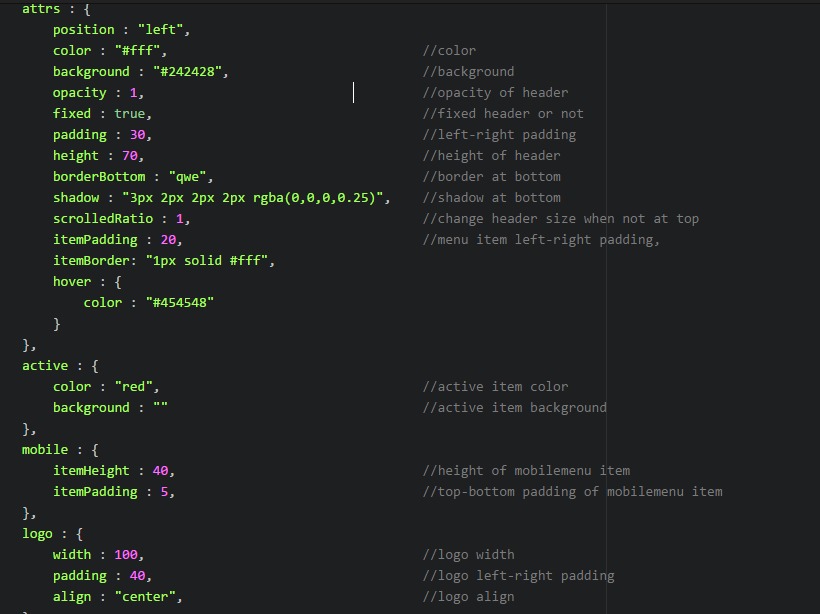 attrs : {
position : "left",
color : "#fff", //color
background : "#242428", //background
opacity : 1, //opacity of header
fixed : true, //fixed header or not
padding : 30, //left-right padding
height : 70, //height of header
borderBottom : "qwe", //border at bottom
shadow : "3px 2px 2px 2px rgba(0,0,0,0.25)", //shadow at bottom
scrolledRatio : 1, //change header size when not at top
itemPadding : 20, //menu item left-right padding,
itemBorder: "1px solid #fff",
hover : {
color : "#454548"
}
},
active : {
color : "red", //active item color
background : "" //active item background
},
mobile : {
itemHeight : 40, //height of mobilemenu item
itemPadding : 5, //top-bottom padding of mobilemenu item
},
logo : {
width : 100, //logo width
padding : 40, //logo left-right padding
align : "center", //logo align